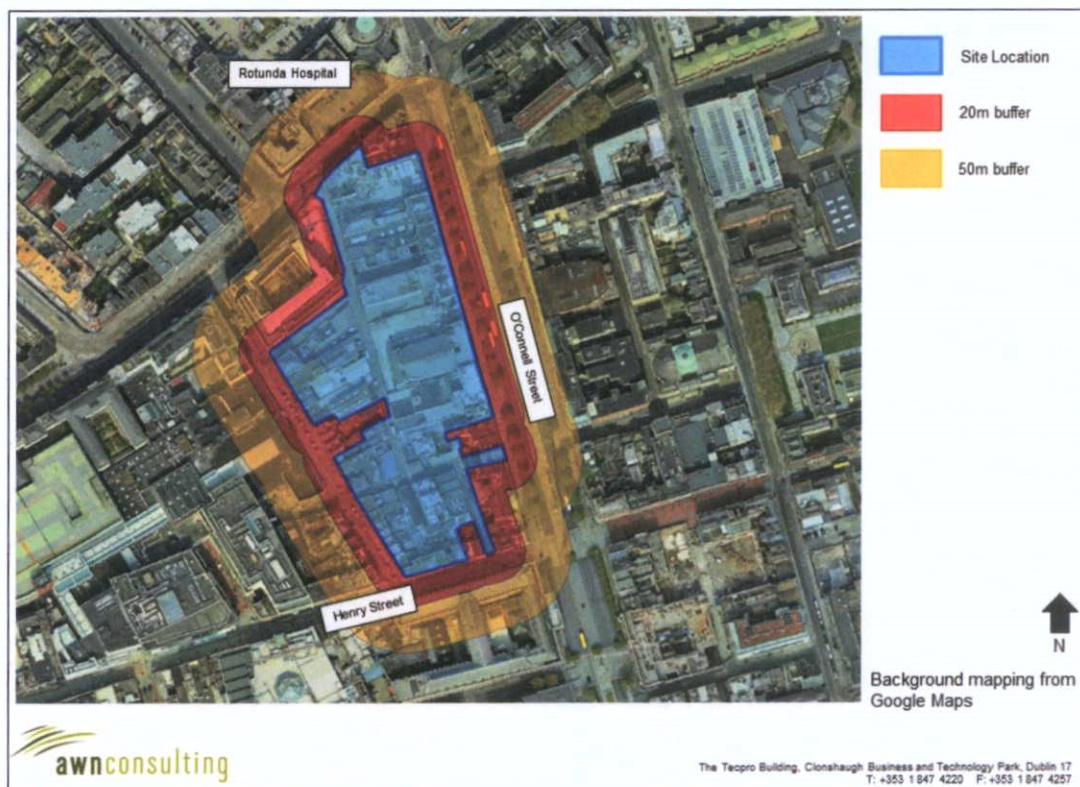 Rotunda Hospital
O'Connell Street
Henry Street
Site Location
20m buffer
50m buffer
N
Background mapping from
Google Maps
awnconsulting
The Tecpro Building, Clonshaugh Business and Technology Park, Dublin 17
T: +353 1 847 4220 F: +353 1 847 4257